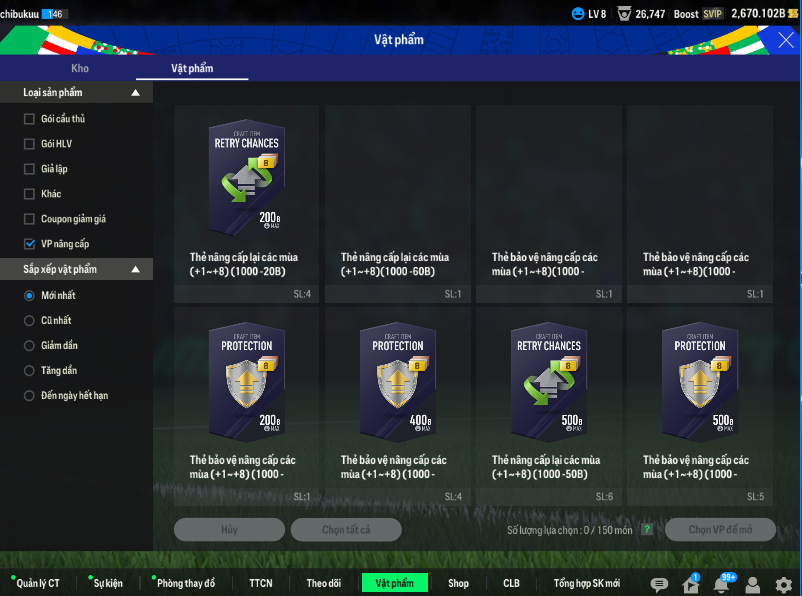 chibukuu 146
LV 8 26,747 Boost SVIP 2,670.102B
Vật phẩm
Kho Vật phẩm
Loại sản phẩm
Gói cầu thủ
Gói HLV
Giả lập
Khác
Coupon giảm giá
VP nâng cấp
Sắp xếp vật phẩm
Mới nhất
Cũ nhất
Giảm dần
Tăng dần
Đến ngày hết hạn
CRAFT ITEM
RETRY CHANCES
8
200B
MAX
Thẻ nâng cấp lại các mùa
(+1~+8) (1000 -20B)
SL:4
Thẻ nâng cấp lại các mùa
(+1~+8) (1000 -60B)
SL:1
Thẻ bảo vệ nâng cấp các
mùa (+1~+8)(1000 -
SL:1
Thẻ bảo vệ nâng cấp các
mùa (+1~+8)(1000 -
SL:1
CRAFT ITEM
PROTECTION
8
200B
MAX
Thẻ bảo vệ nâng cấp các
mùa (+1~+8) (1000 -
SL:1
CRAFT ITEM
PROTECTION
8
400B
MAX
Thẻ bảo vệ nâng cấp các
mùa (+1~+8) (1000 -
SL:4
CRAFT ITEM
RETRY CHANCES
8
500B
MAX
Thẻ nâng cấp lại các mùa
(+1~+8) (1000 -50B)
SL:6
CRAFT ITEM
PROTECTION
8
500B
MAX
Thẻ bảo vệ nâng cấp các
mùa (+1~+8) (1000 -
SL:5
Hủy Chọn tất cả Số lượng lựa chọn : 0 / 150 món ? Chọn VP để mở
Quản lý CT Sự kiện Phòng thay đồ TTCN Theo dõi Vật phẩm Shop CLB Tổng hợp SK mới 1 99+